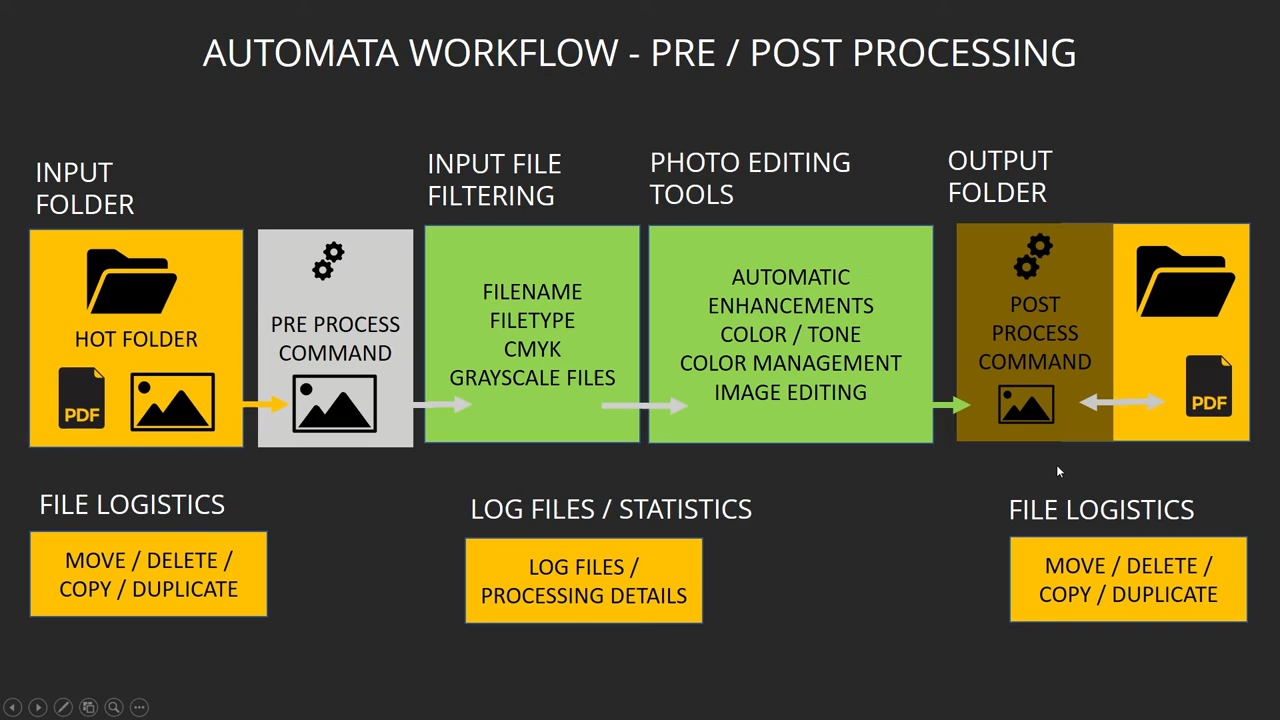 AUTOMATA WORKFLOW - PRE / POST PROCESSING
INPUT
FOLDER
HOT FOLDER
PDF
PRE PROCESS
COMMAND
INPUT FILE
FILTERING
FILENAME
FILETYPE
CMYK
GRAYSCALE FILES
PHOTO EDITING
TOOLS
AUTOMATIC
ENHANCEMENTS
COLOR / TONE
COLOR MANAGEMENT
IMAGE EDITING
OUTPUT
FOLDER
POST
PROCESS
COMMAND
PDF
FILE LOGISTICS
MOVE / DELETE /
COPY / DUPLICATE
LOG FILES / STATISTICS
LOG FILES /
PROCESSING DETAILS
FILE LOGISTICS
MOVE / DELETE /
COPY / DUPLICATE